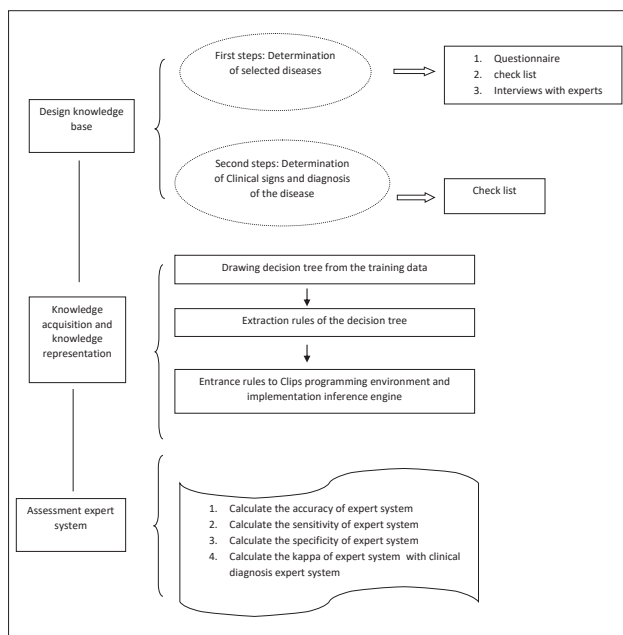 First steps: Determination
of selected diseases
1. Questionnaire
2. check list
3. Interviews with experts
Design knowledge
base
Second steps: Determination
of Clinical signs and diagnosis
of the disease
Check list
Drawing decision tree from the training data
Knowledge
acquisition and
knowledge
representation
Extraction rules of the decision tree
Entrance rules to Clips programming environment and
implementation inference engine
Assessment expert
system
1. Calculate the accuracy of expert system
2. Calculate the sensitivity of expert system
3. Calculate the specificity of expert system
4. Calculate the kappa of expert system with clinical
diagnosis expert system